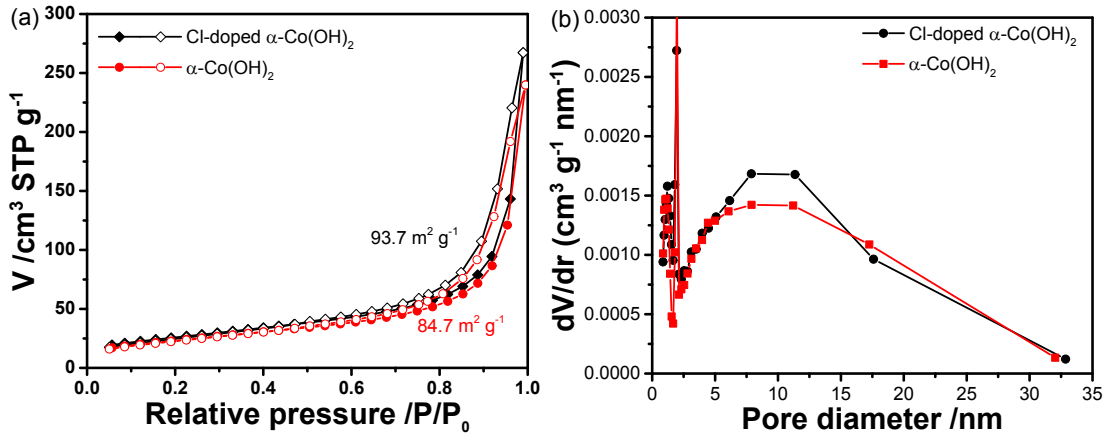 (a)
Cl-doped α-Co(OH)₂
α-Co(OH)₂
93.7 m² g⁻¹
84.7 m² g⁻¹
V /cm³ STP g⁻¹
300
250
200
150
100
50
0
0.0 0.2 0.4 0.6 0.8 1.0
Relative pressure /P/P₀
(b)
Cl-doped α-Co(OH)₂
α-Co(OH)₂
dV/dr (cm³ g⁻¹ nm⁻¹)
0.0030
0.0025
0.0020
0.0015
0.0010
0.0005
0.0000
0 5 10 15 20 25 30 35
Pore diameter /nm